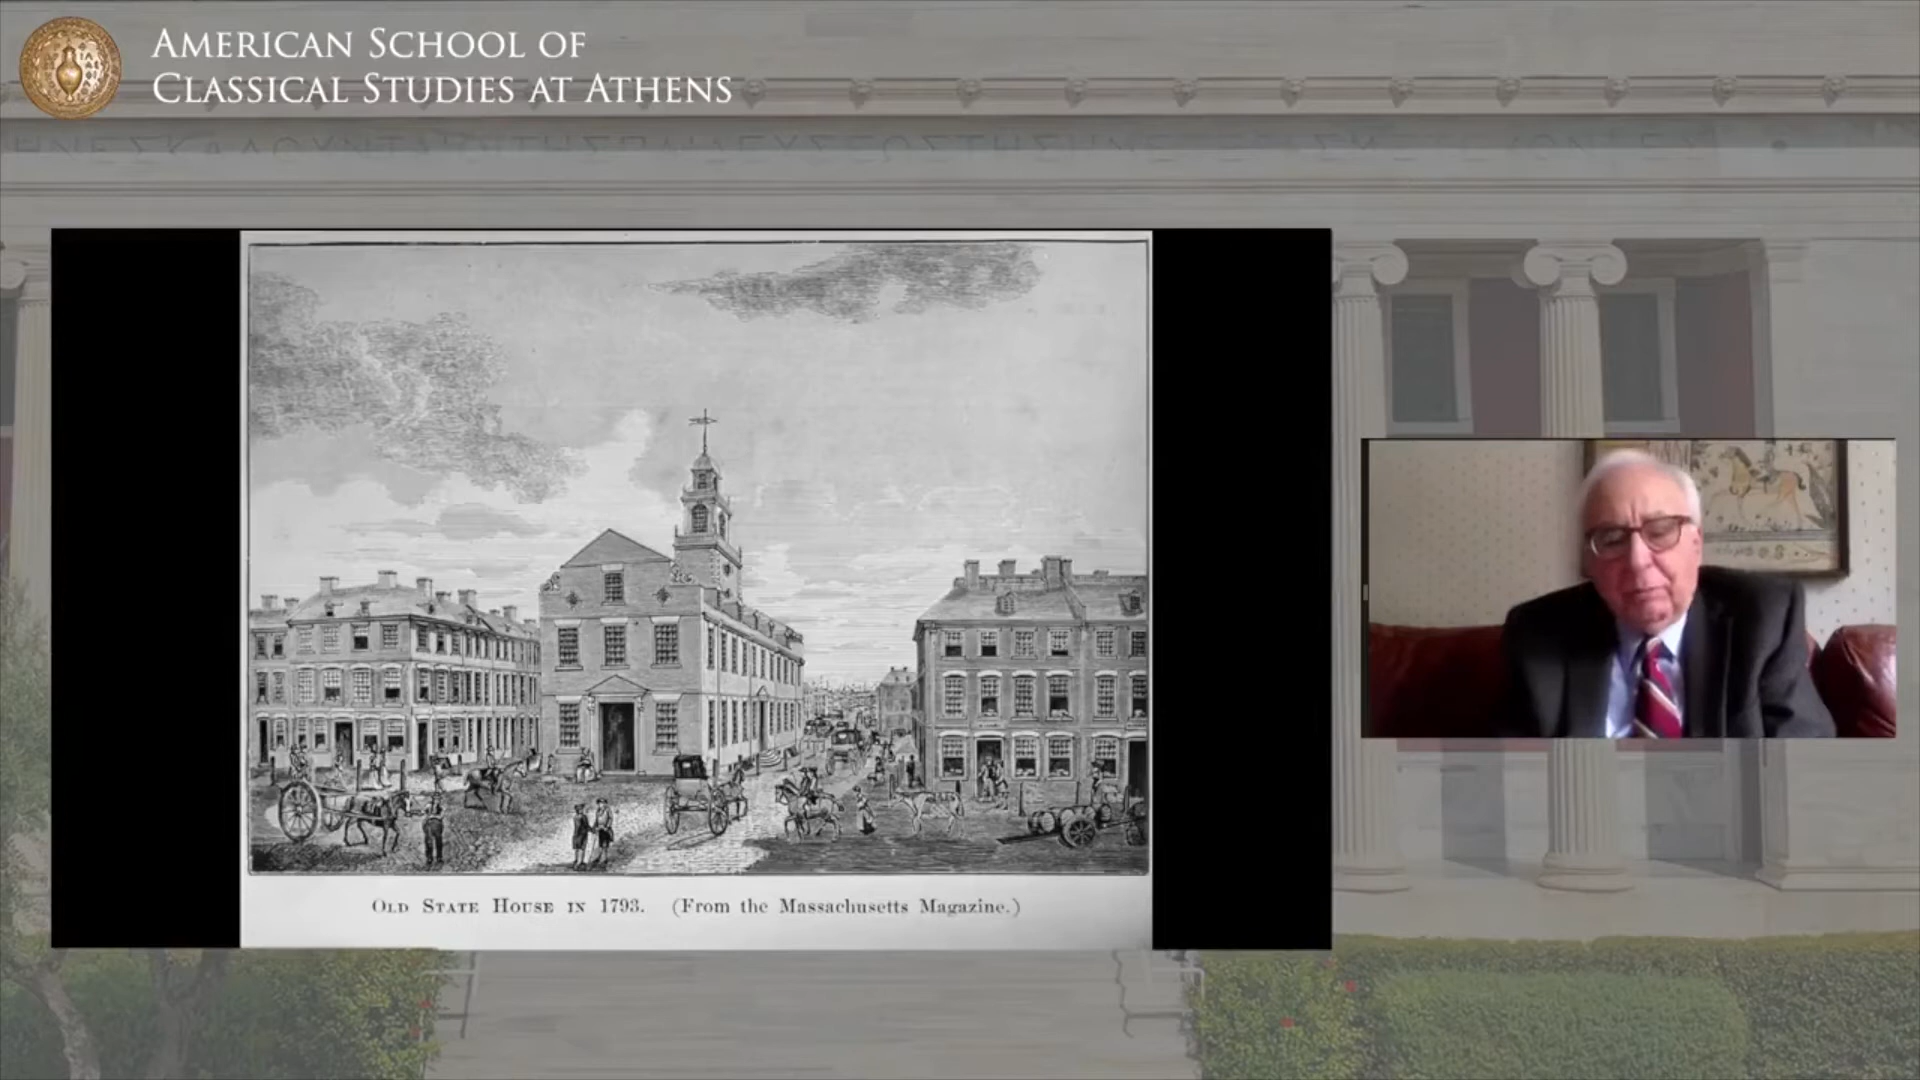 AMERICAN SCHOOL OF
CLASSICAL STUDIES AT ATHENS
OLD STATE HOUSE IN 1793. (From the Massachusetts Magazine.)